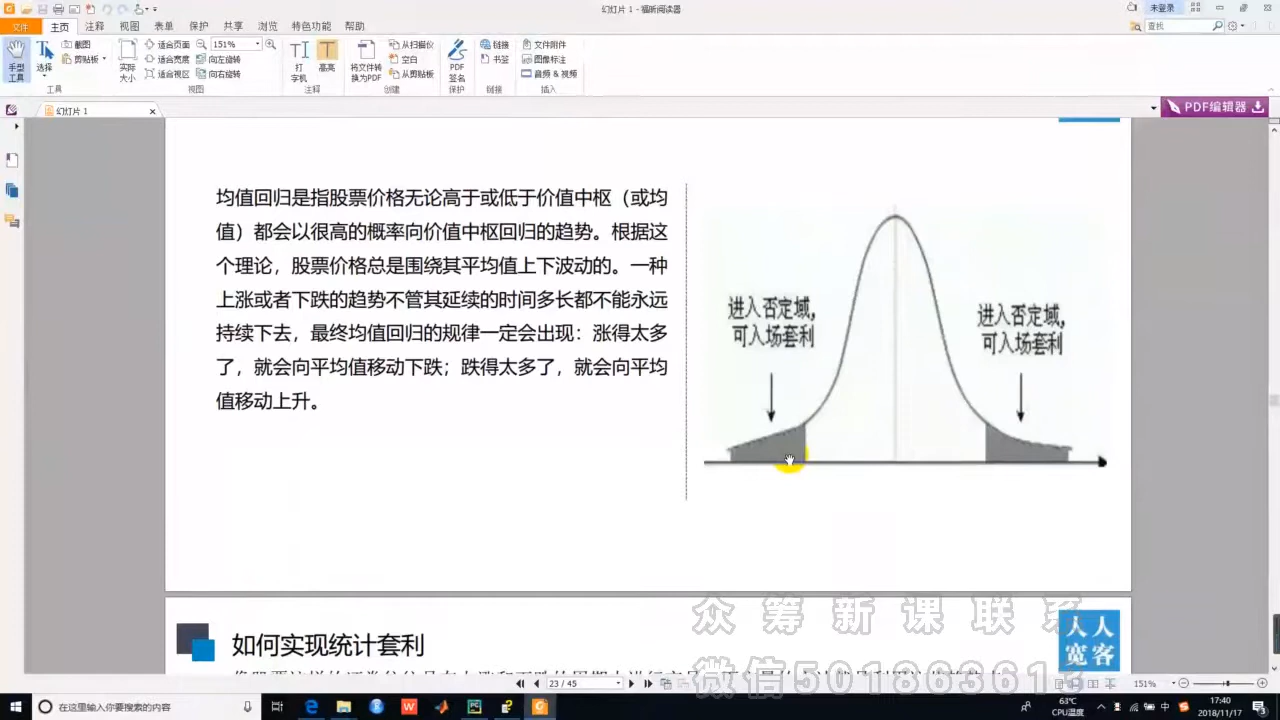 幻灯片 1 - 福昕阅读器
未登录
文件 主页 注释 视图 表单 保护 共享 浏览 特色功能 帮助
查找
手型工具
选择
截图
剪贴板
实际大小
适合页面
适合宽度
适合视区
151%
向左旋转
向右旋转
打字机
高亮
将文件转换为PDF
从扫描仪
空白
从剪贴板
PDF签名
链接
书签
文件附件
图像标注
音频 & 视频
工具 视图 注释 创建 保护 链接 插入
幻灯片 1
PDF编辑器
均值回归是指股票价格无论高于或低于价值中枢（或均
值）都会以很高的概率向价值中枢回归的趋势。根据这
个理论，股票价格总是围绕其平均值上下波动的。一种
上涨或者下跌的趋势不管其延续的时间多长都不能永远
持续下去，最终均值回归的规律一定会出现：涨得太多
了，就会向平均值移动下跌；跌得太多了，就会向平均
值移动上升。
进入否定域，
可入场套利
进入否定域，
可入场套利
众筹新课联系
如何实现统计套利
人人
宽客
23 / 45
151%
在这里输入你要搜索的内容
63℃
CPU温度
中
17:40
2018/11/17